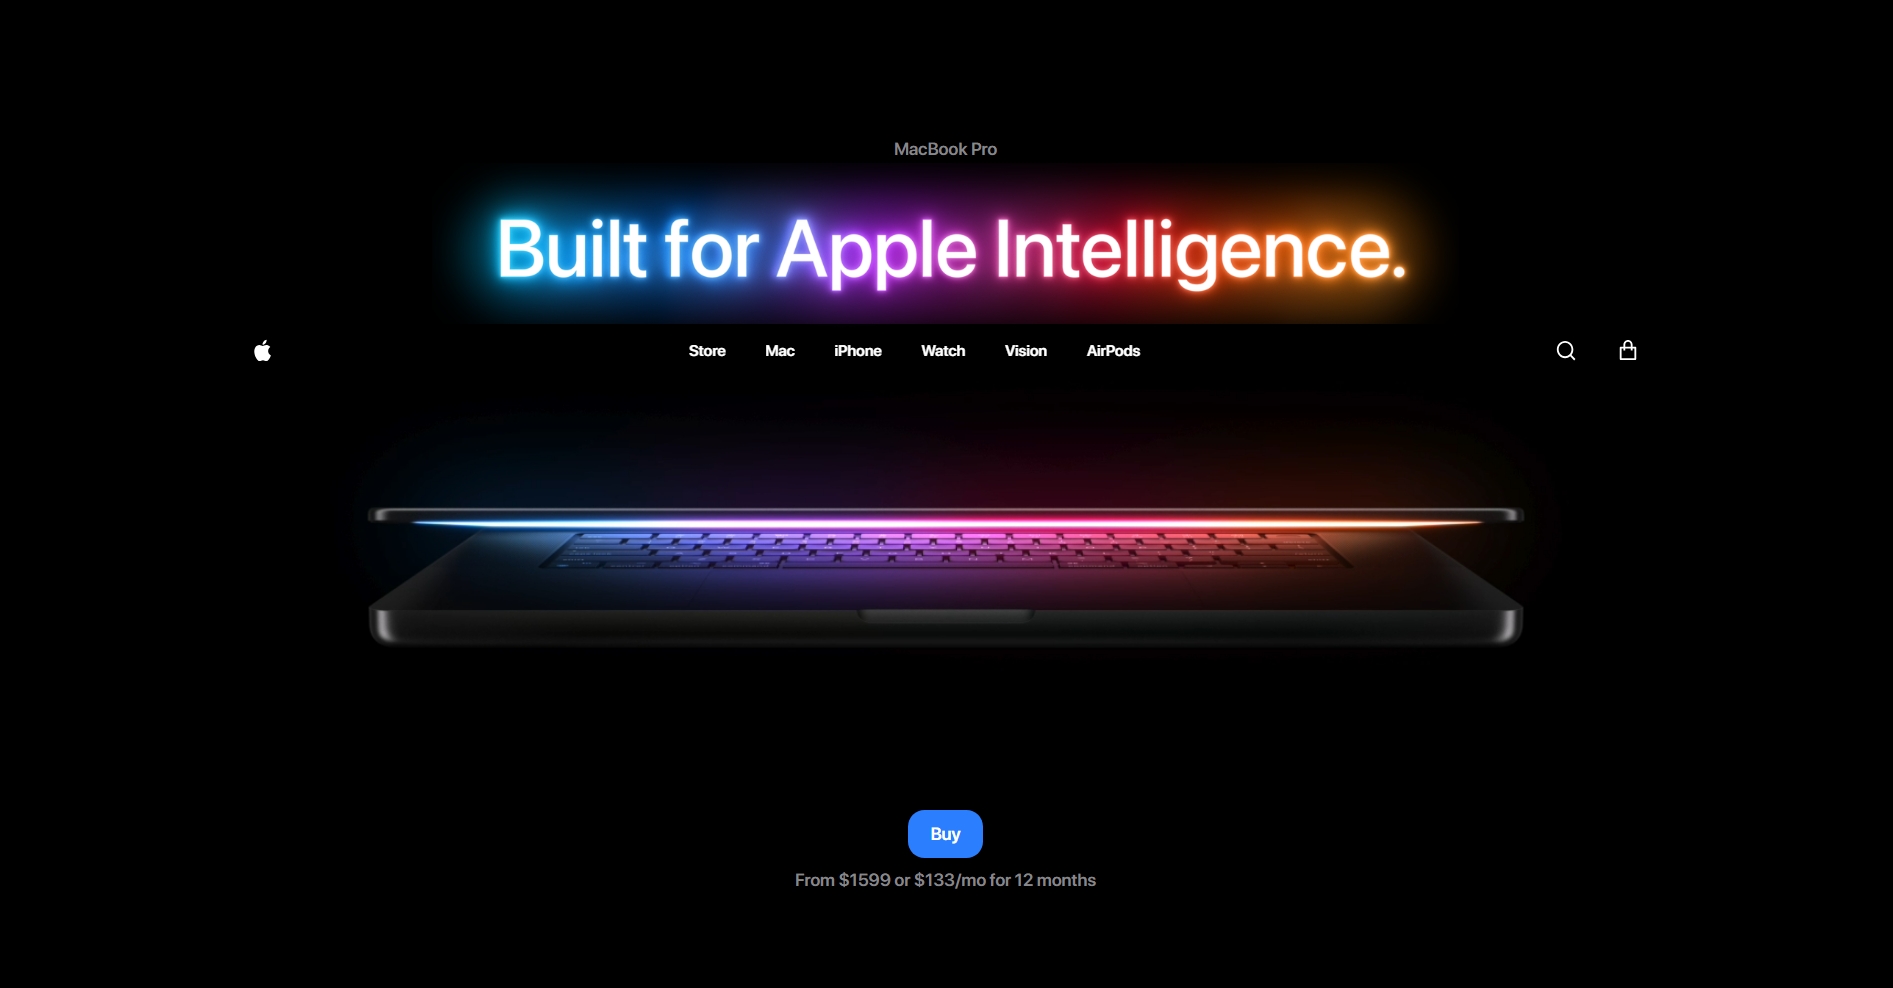 MacBook Pro
Built for Apple Intelligence.
Store Mac iPhone Watch Vision AirPods
Buy
From $1599 or $133/mo for 12 months